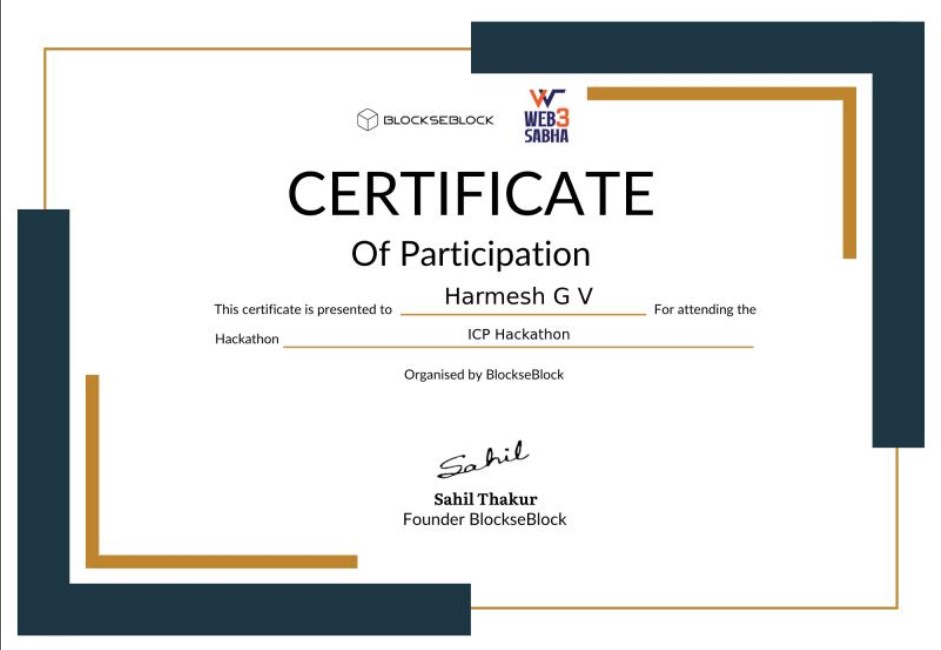 BLOCKSEBLOCK
WEB3
SABHA
CERTIFICATE
Of Participation
This certificate is presented to Harmesh G V For attending the
Hackathon ICP Hackathon
Organised by BlockseBlock
Sahil
Sahil Thakur
Founder BlockseBlock